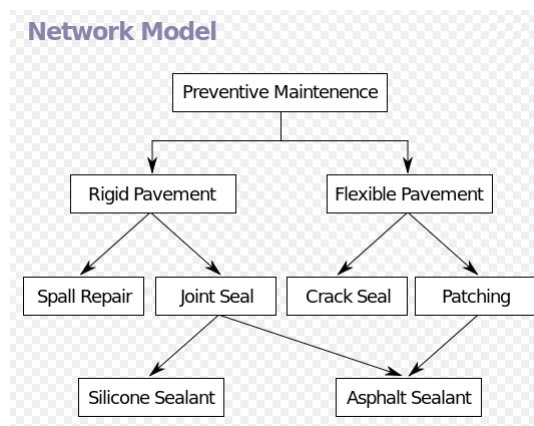 Network Model
Preventive Maintenence
Rigid Pavement
Flexible Pavement
Spall Repair
Joint Seal
Crack Seal
Patching
Silicone Sealant
Asphalt Sealant